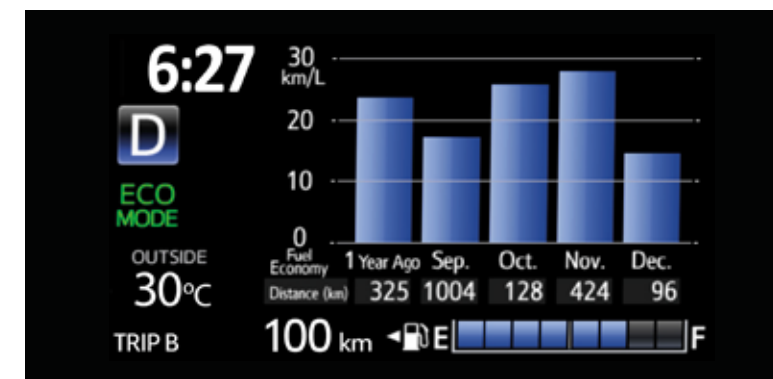 6:27
30
km/L
20
D
10
ECO
MODE
0
OUTSIDE
30°C
Fuel
Economy
1 Year Ago Sep. Oct. Nov. Dec.
Distance (km) 325 1004 128 424 96
TRIP B 100 km E F